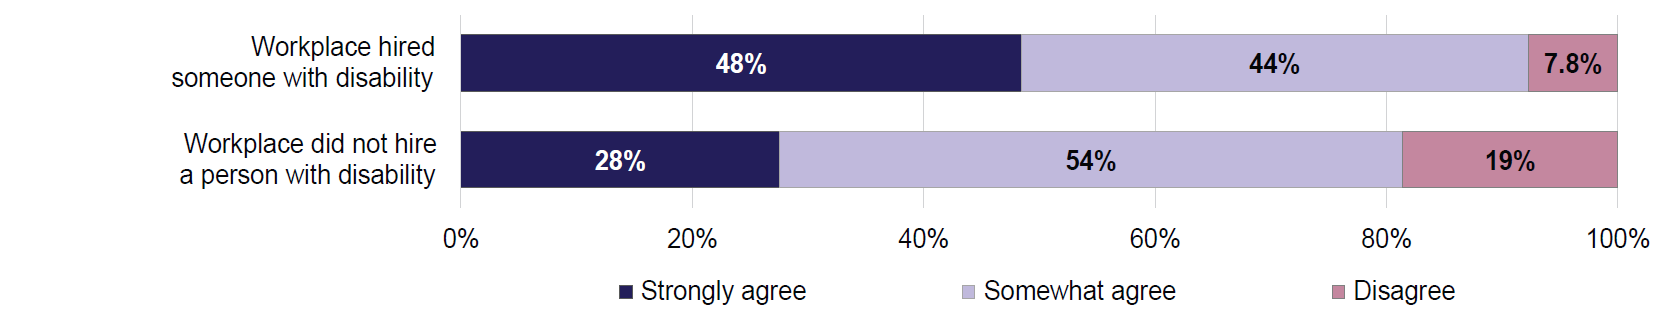 Workplace hired
someone with disability
48%
44%
7.8%
Workplace did not hire
a person with disability
28%
54%
19%
0%
20%
40%
60%
80%
100%
Strongly agree
Somewhat agree
Disagree